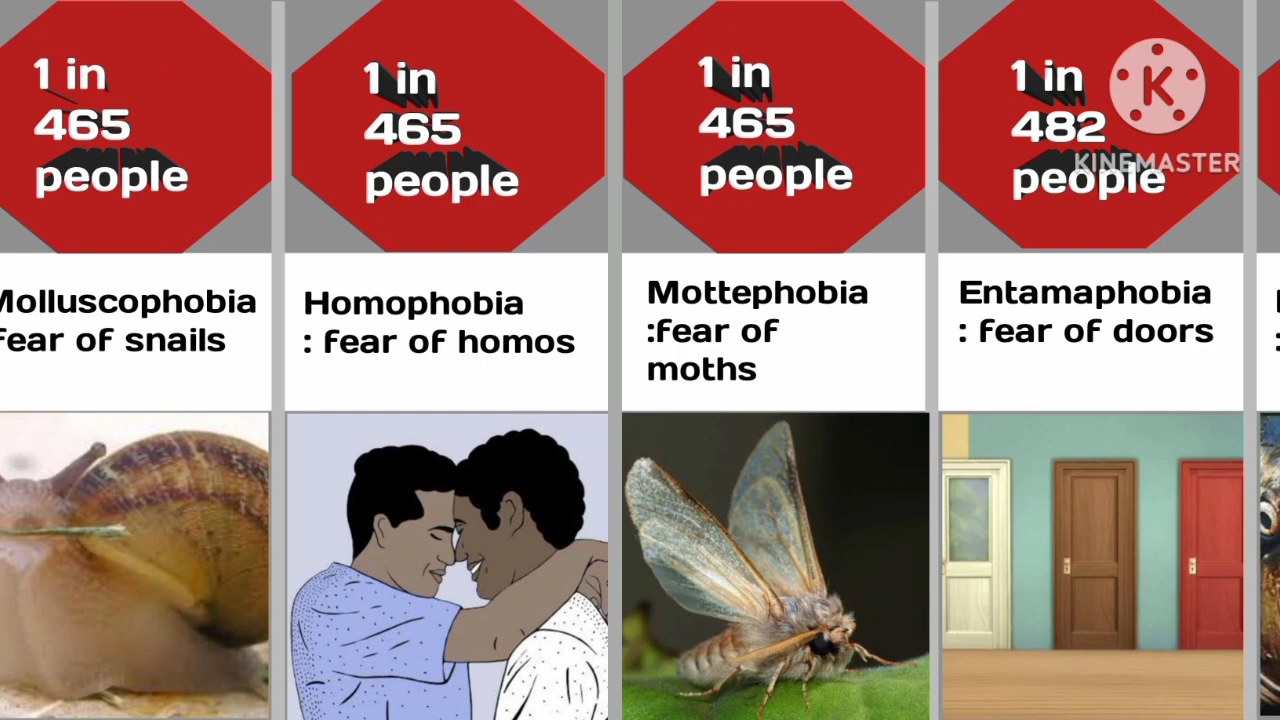 1 in
465
people
Molluscophobia
fear of snails
1 in
465
people
Homophobia
: fear of homos
1 in
465
people
Mottephobia
:fear of
moths
1 in
482
people
Entamaphobia
: fear of doors
K
KINEMASTER